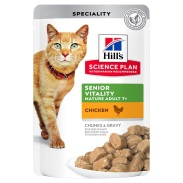 SPECIALITY
Hill's
SCIENCE PLAN
SENIOR
VITALITY
MATURE ADULT 7+
CHICKEN
CHUNKS & GRAVY